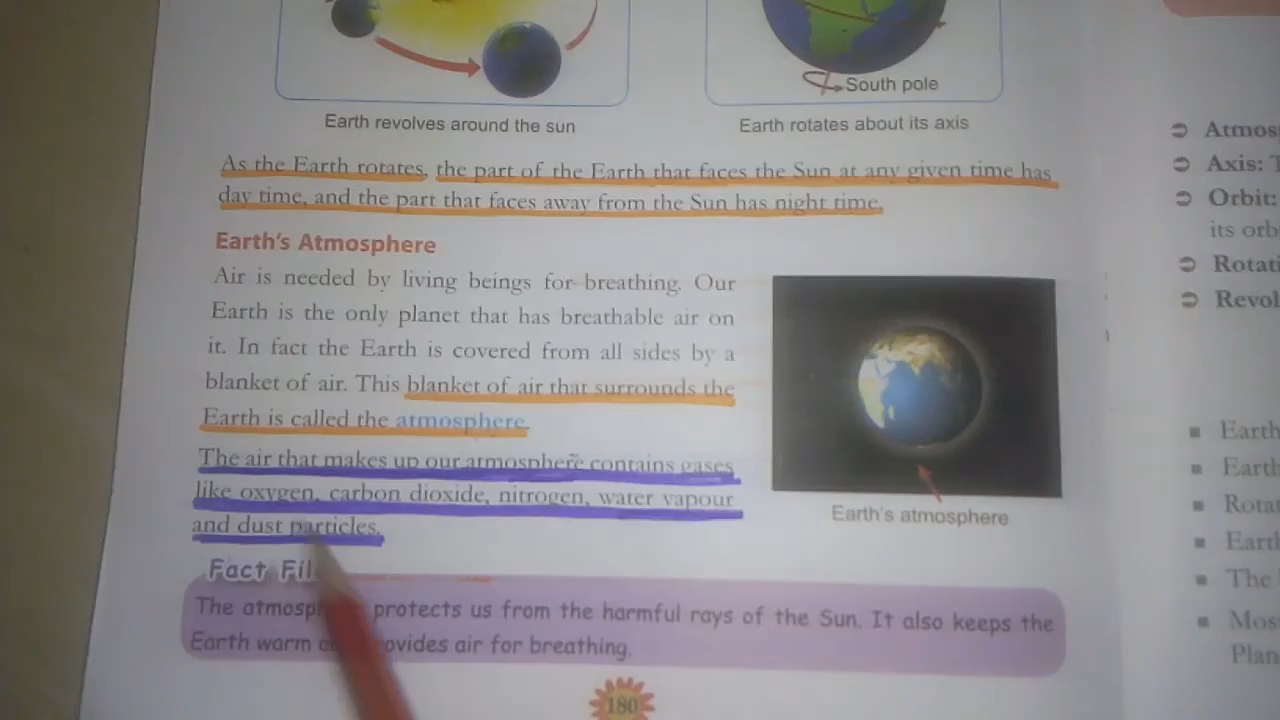 South pole
Earth revolves around the sun
Earth rotates about its axis
As the Earth rotates, the part of the Earth that faces the Sun at any given time has
day time, and the part that faces away from the Sun has night time.
Earth's Atmosphere
Air is needed by living beings for breathing. Our
Earth is the only planet that has breathable air on
it. In fact the Earth is covered from all sides by a
blanket of air. This blanket of air that surrounds the
Earth is called the atmosphere.
The air that makes up our atmosphere contains gases
like oxygen, carbon dioxide, nitrogen, water vapour
and dust particles.
Earth's atmosphere
Fact Fil
The atmosp protects us from the harmful rays of the Sun. It also keeps the
Earth warm a ovides air for breathing.
180
Atmos
Axis: T
Orbit:
its orb
Rotati
Revol
Earth
Earth
Rota
Earth
The
Mos
Plan